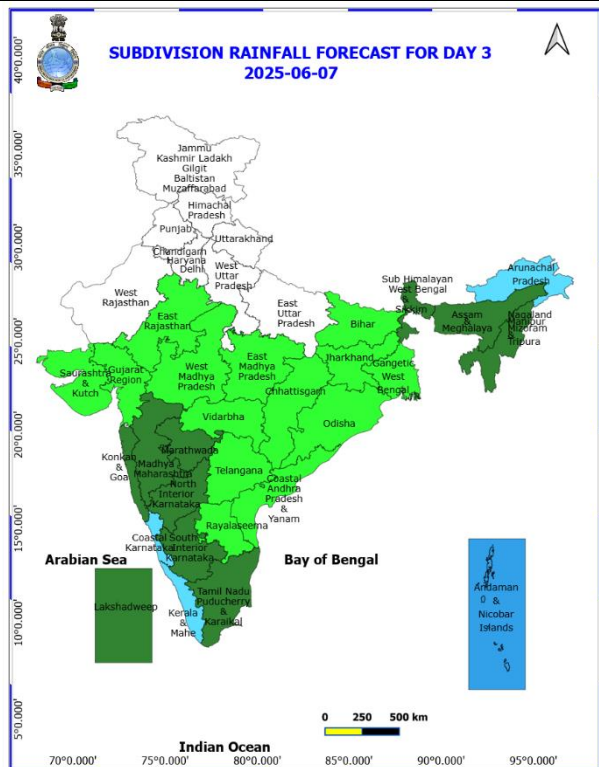 SUBDIVISION RAINFALL FORECAST FOR DAY 3
2025-06-07
40°0.000'
35°0.000'
30°0.000'
25°0.000'
20°0.000'
15°0.000'
10°0.000'
5°0.000'
Jammu
Kashmir Ladakh
Gilgit
Baltistan
Muzaffarabad
Himachal
Pradesh
Punjab
Uttarakhand
Chandigarh
Haryana
Delhi
West
Uttar
Pradesh
West
Rajasthan
East
Uttar
Pradesh
East
Rajasthan
Sub Himalayan
West Bengal
&
Sikkim
Arunachal
Pradesh
Assam
&
Meghalaya
Nagaland
Manipur
Mizoram
&
Tripura
Bihar
Jharkhand
Gangetic
West
Bengal
Saurashtra
&
Kutch
Gujarat
Region
West
Madhya
Pradesh
East
Madhya
Pradesh
Chhattisgarh
Vidarbha
Odisha
Konkan
&
Goa
Madhya
Maharashtra
Marathwada
North
Interior
Karnataka
Telangana
Coastal
Andhra
Pradesh
&
Yanam
Rayalaseema
Coastal
Karnataka
South
Interior
Karnataka
Arabian Sea
Bay of Bengal
Lakshadweep
Kerala
&
Mahe
Tamil Nadu
Puducherry
&
Karaikal
Andaman
&
Nicobar
Islands
0 250 500 km
Indian Ocean
70°0.000' 75°0.000' 80°0.000' 85°0.000' 90°0.000' 95°0.000'